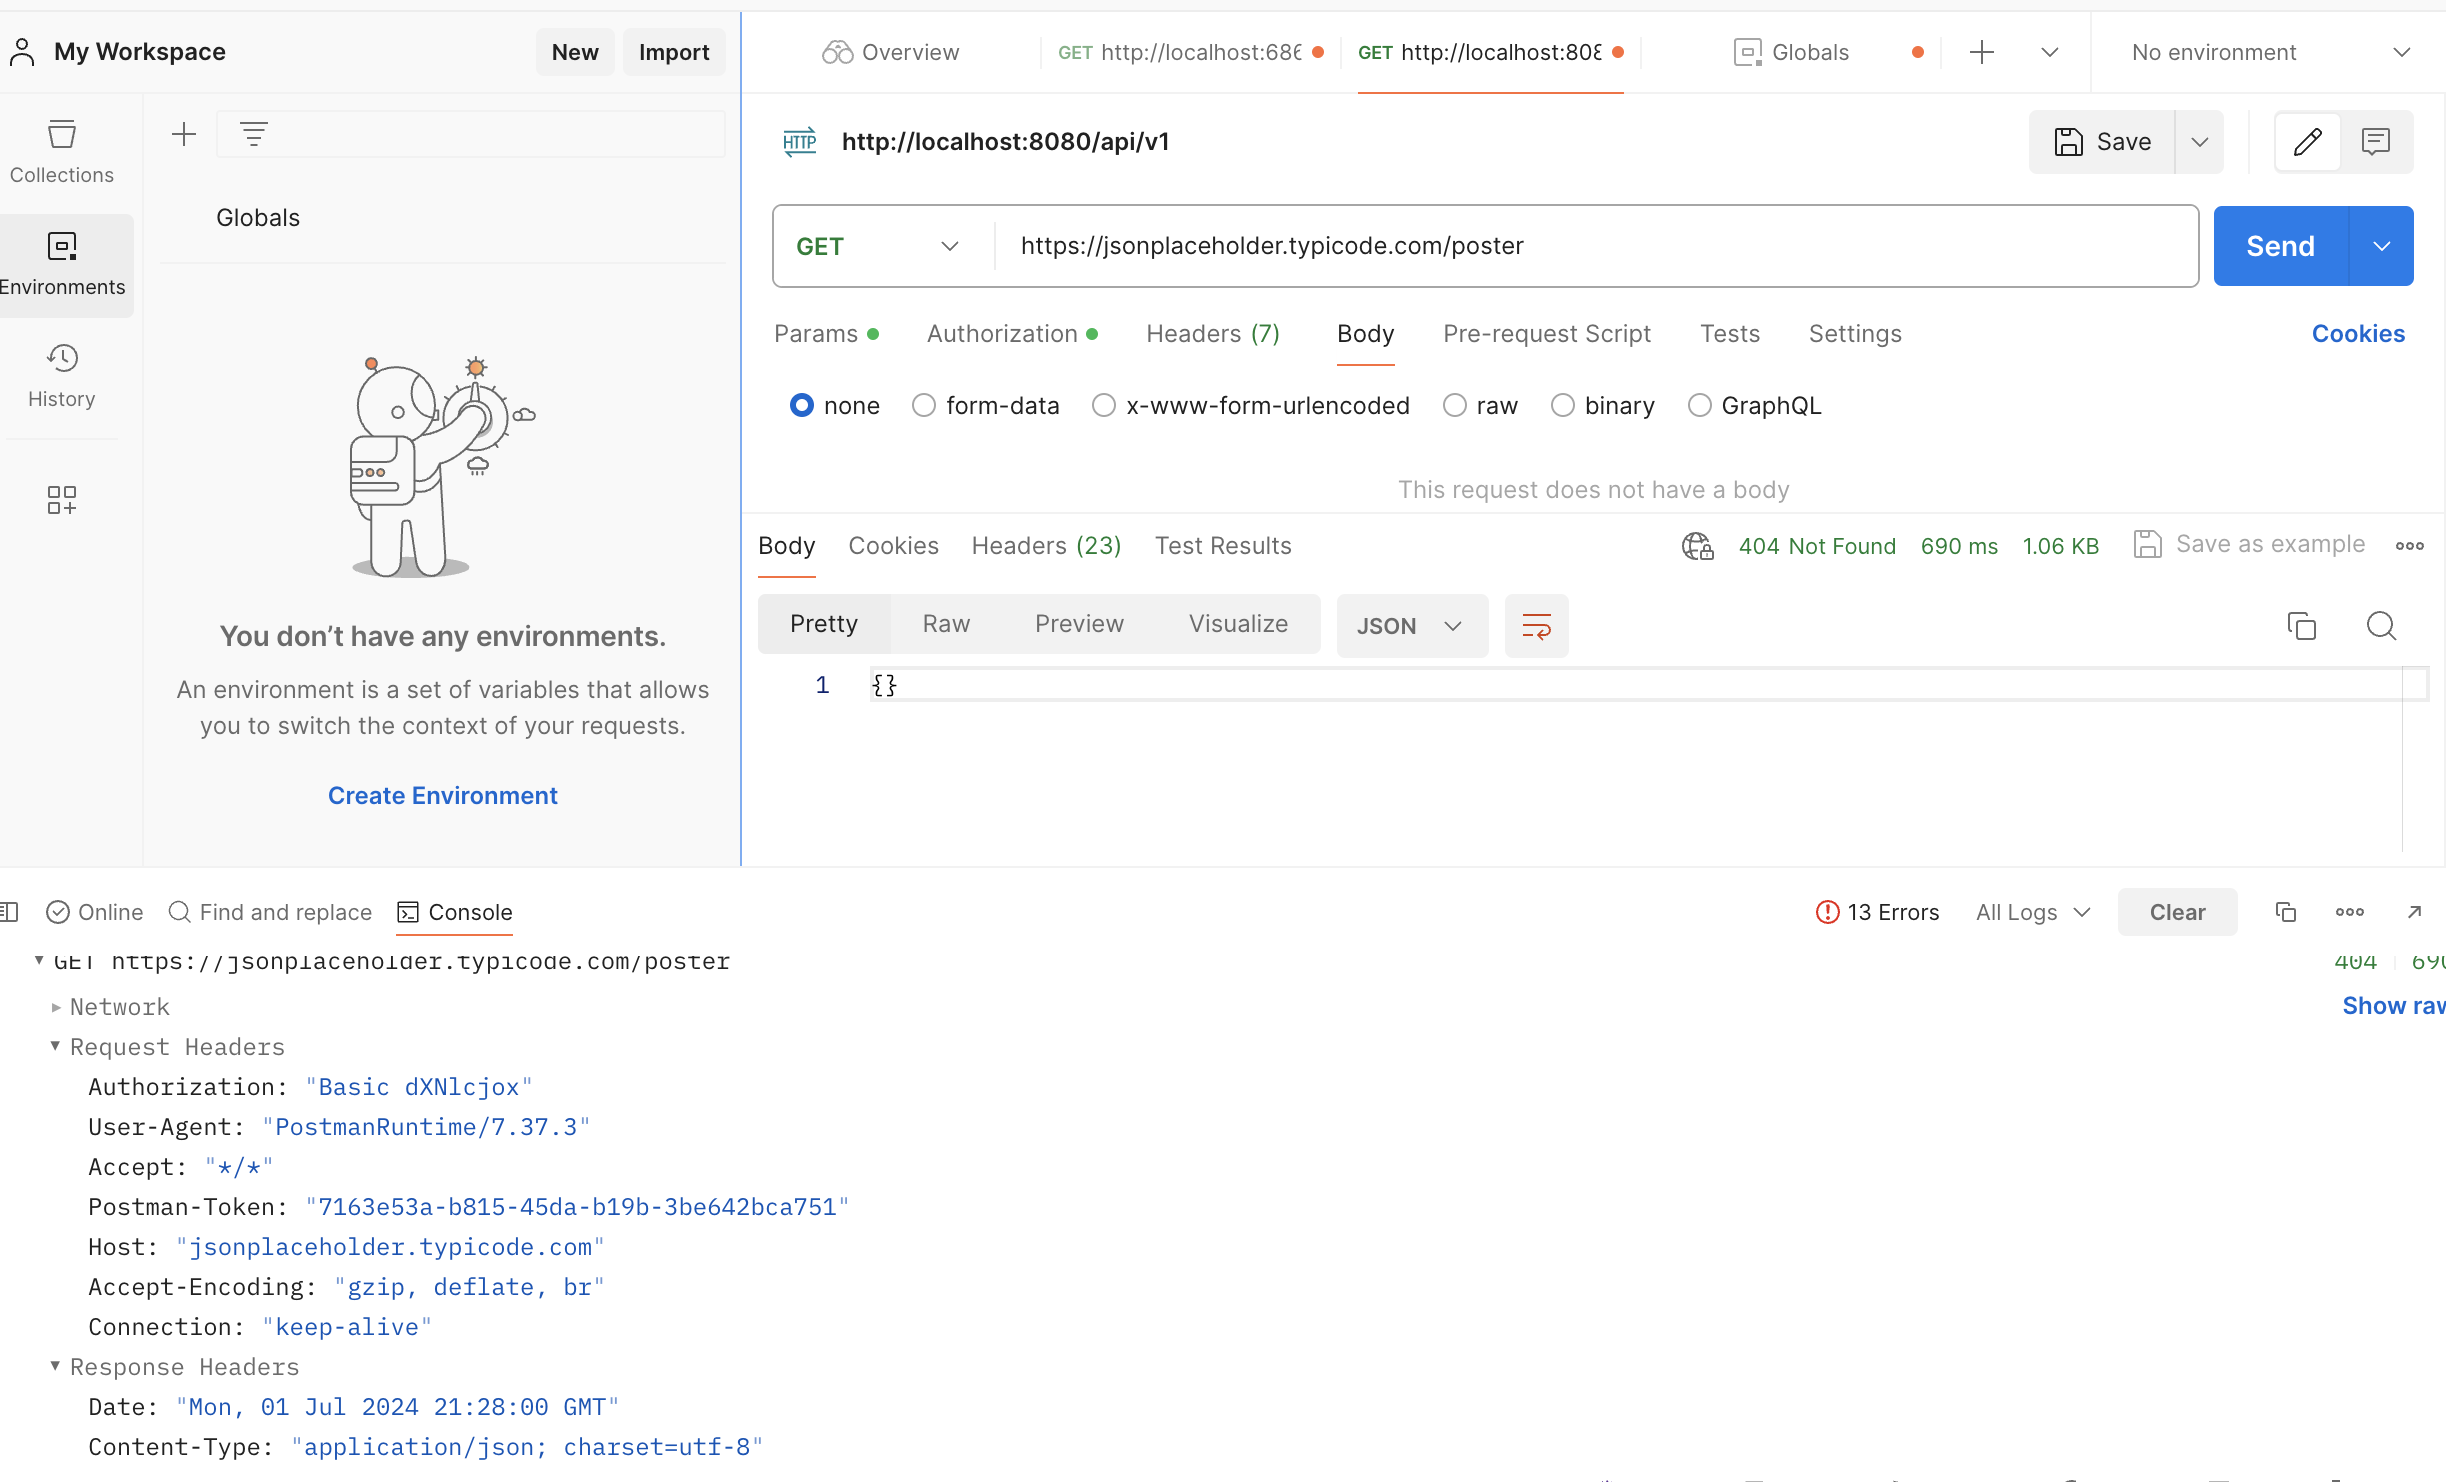 My Workspace
New
Import
Overview
GET http://localhost:686
GET http://localhost:808
Globals
No environment
Collections
Environments
History
Globals
You don’t have any environments.
An environment is a set of variables that allows
you to switch the context of your requests.
Create Environment
HTTP http://localhost:8080/api/v1
Save
GET
https://jsonplaceholder.typicode.com/poster
Send
Params
Authorization
Headers (7)
Body
Pre-request Script
Tests
Settings
Cookies
none
form-data
x-www-form-urlencoded
raw
binary
GraphQL
This request does not have a body
Body
Cookies
Headers (23)
Test Results
404 Not Found
690 ms
1.06 KB
Save as example
Pretty
Raw
Preview
Visualize
JSON
1 {}
Online
Find and replace
Console
13 Errors
All Logs
Clear
GET https://jsonplaceholder.typicode.com/poster
404
690
Network
Show raw
Request Headers
Authorization: "Basic dXNlcjox"
User-Agent: "PostmanRuntime/7.37.3"
Accept: "*/*"
Postman-Token: "7163e53a-b815-45da-b19b-3be642bca751"
Host: "jsonplaceholder.typicode.com"
Accept-Encoding: "gzip, deflate, br"
Connection: "keep-alive"
Response Headers
Date: "Mon, 01 Jul 2024 21:28:00 GMT"
Content-Type: "application/json; charset=utf-8"